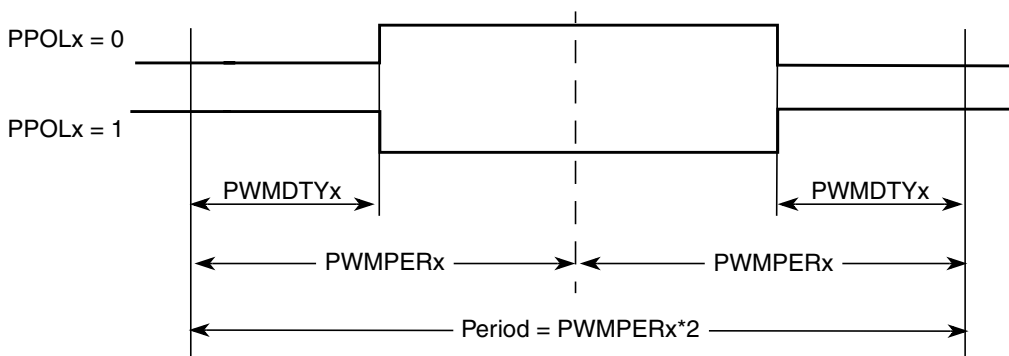 PPOLx = 0
PPOLx = 1
PWMDTYx
PWMDTYx
PWMPERx
PWMPERx
Period = PWMPERx*2